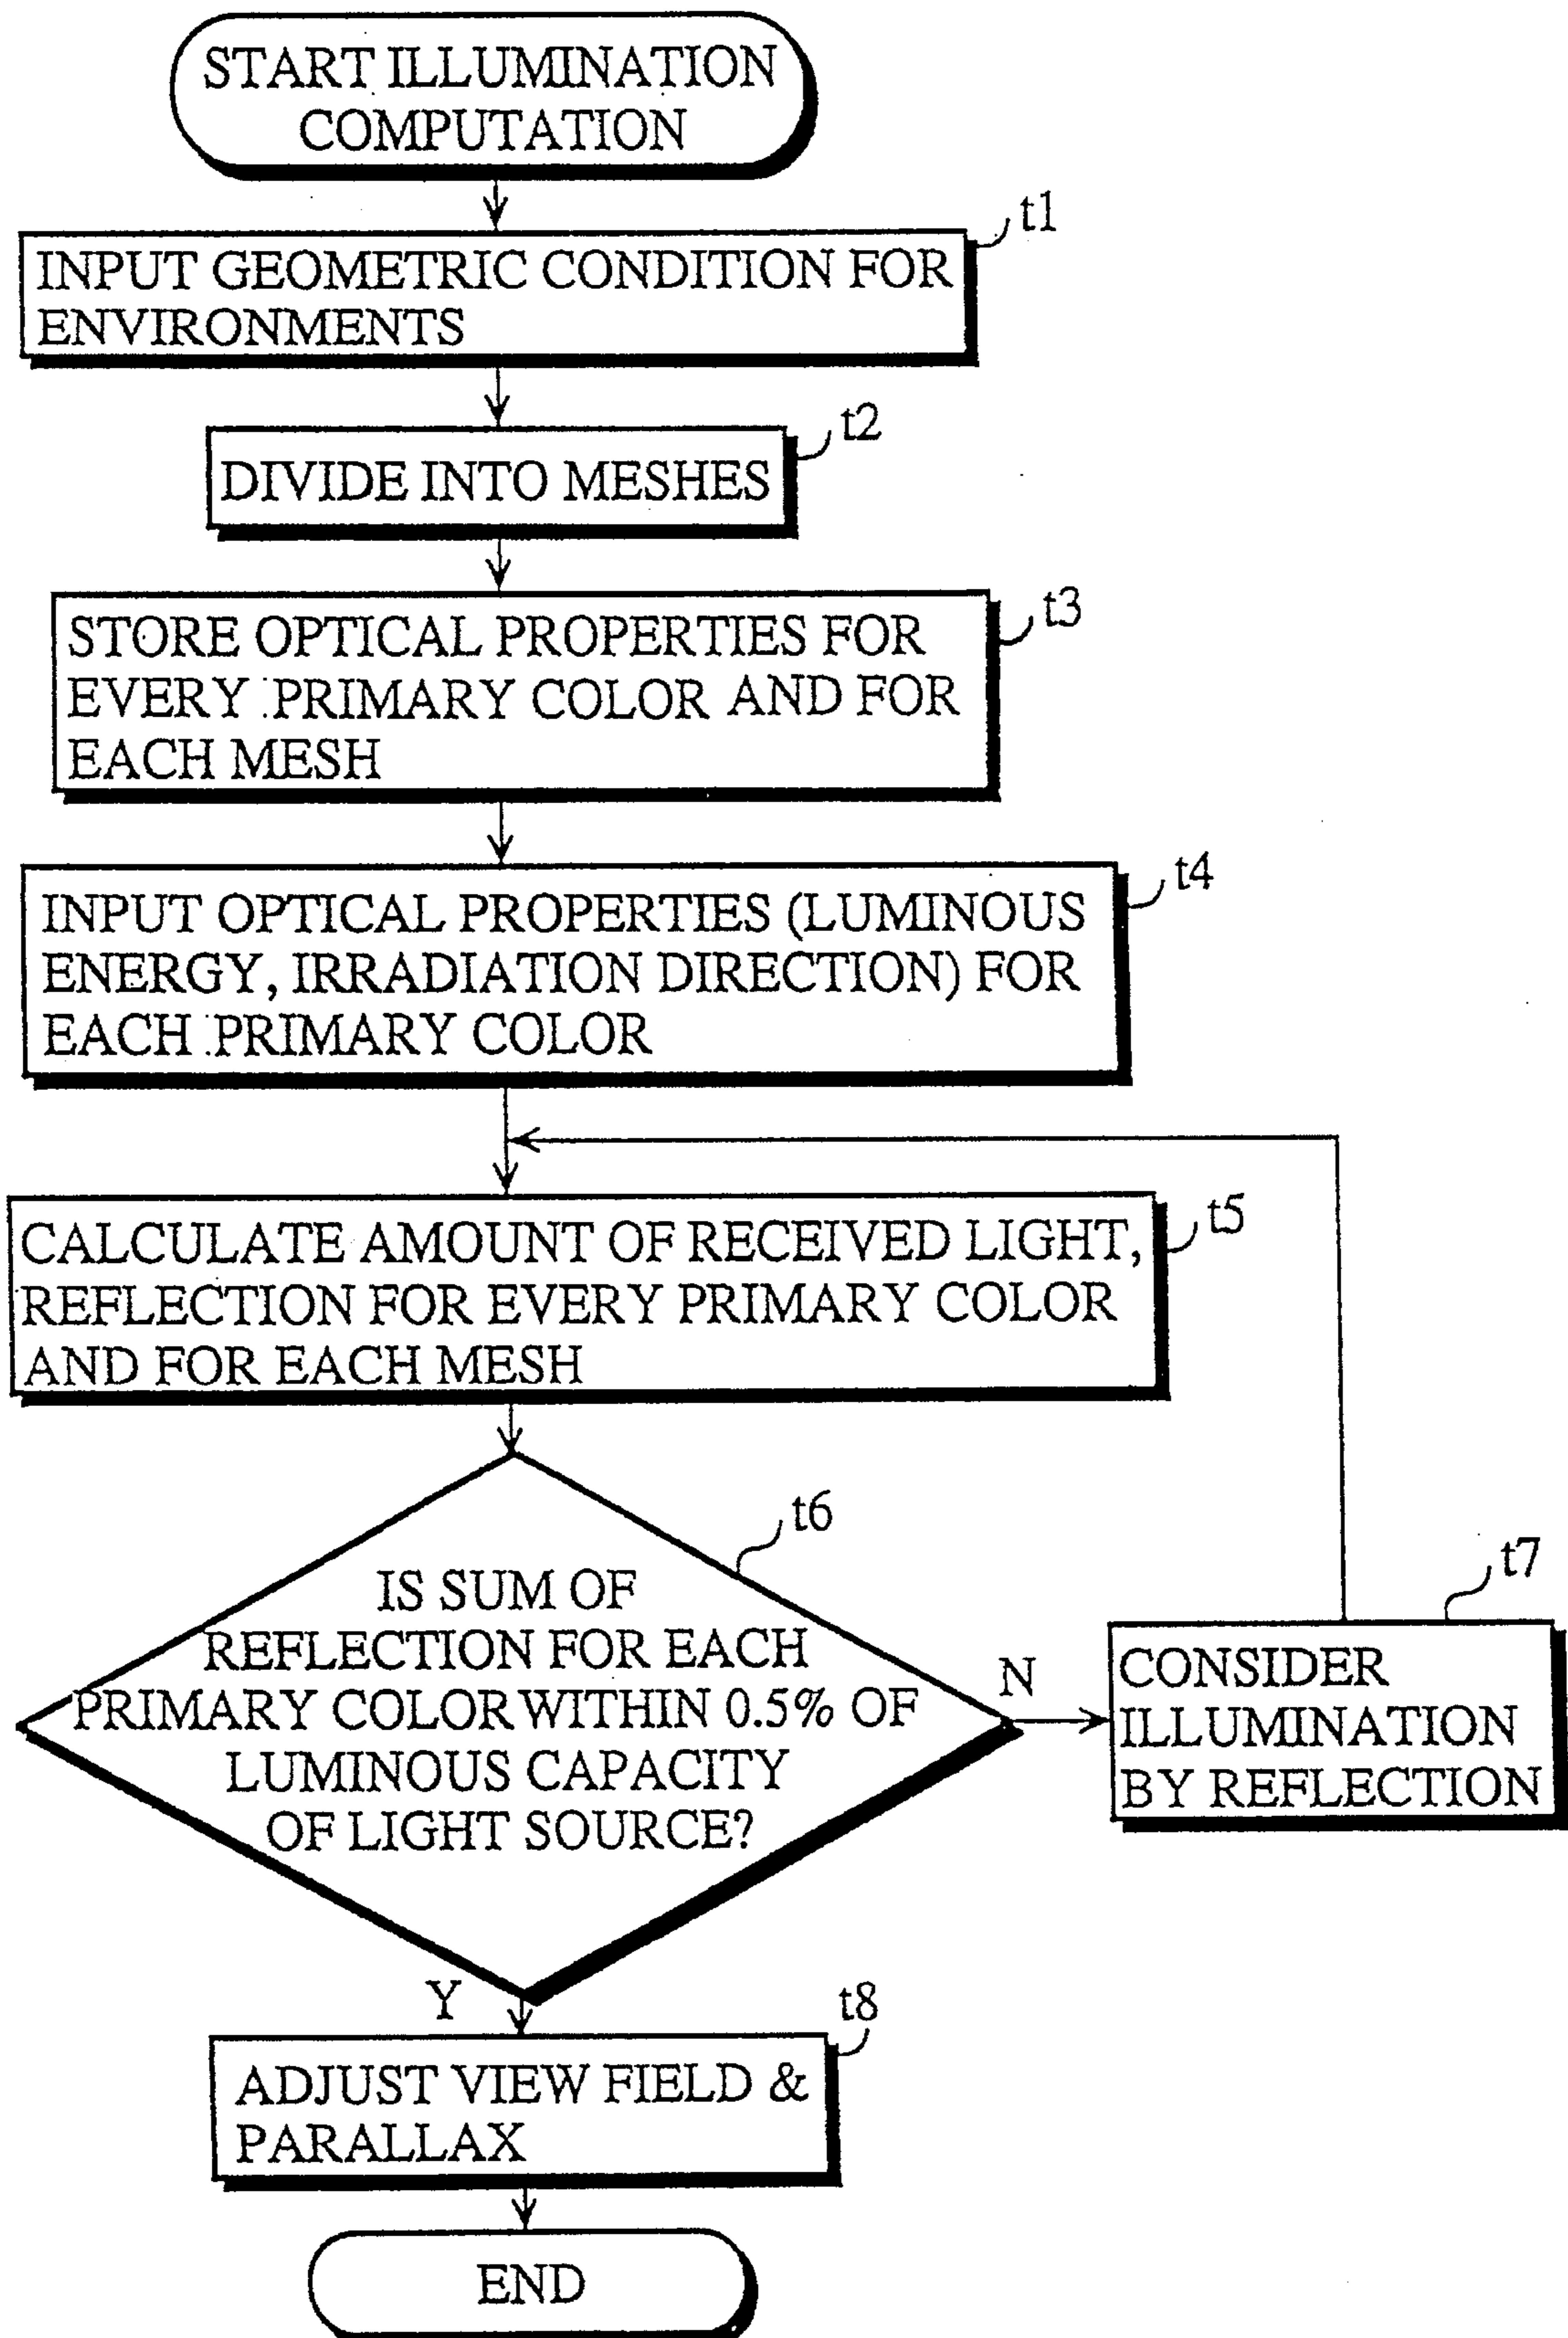 START ILLUMINATION
COMPUTATION
t1
INPUT GEOMETRIC CONDITION FOR
ENVIRONMENTS
t2
DIVIDE INTO MESHES
t3
STORE OPTICAL PROPERTIES FOR
EVERY PRIMARY COLOR AND FOR
EACH MESH
t4
INPUT OPTICAL PROPERTIES (LUMINOUS
ENERGY, IRRADIATION DIRECTION) FOR
EACH PRIMARY COLOR
t5
CALCULATE AMOUNT OF RECEIVED LIGHT,
REFLECTION FOR EVERY PRIMARY COLOR
AND FOR EACH MESH
t6
IS SUM OF
REFLECTION FOR EACH
PRIMARY COLOR WITHIN 0.5% OF
LUMINOUS CAPACITY
OF LIGHT SOURCE?
N
t7
CONSIDER
ILLUMINATION
BY REFLECTION
Y
t8
ADJUST VIEW FIELD &
PARALLAX
END